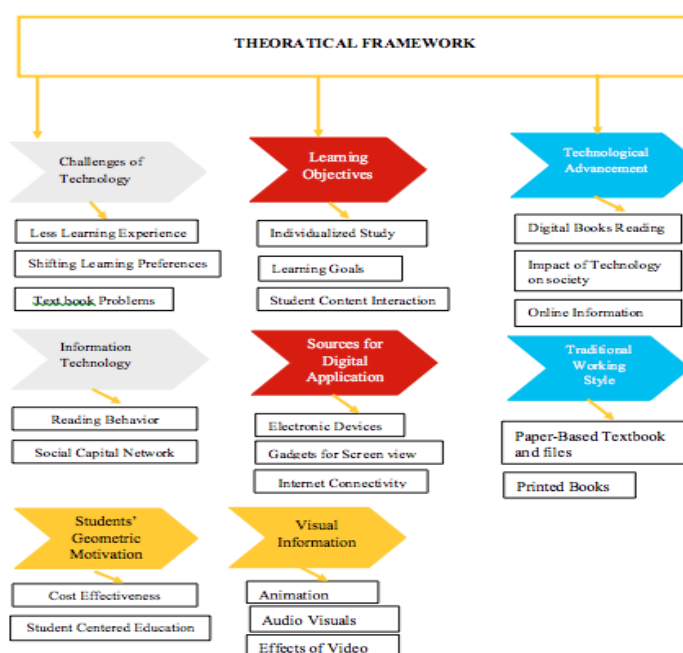 THEORATICAL FRAMEWORK
Challenges of
Technology
Less Learning Experience
Shifting Learning Preferences
Text book Problems
Learning
Objectives
Individualized Study
Learning Goals
Student Content Interaction
Technological
Advancement
Digital Books Reading
Impact of Technology
on society
Online Information
Information
Technology
Reading Behavior
Social Capital Network
Sources for
Digital
Application
Electronic Devices
Gadgets for Screen view
Internet Connectivity
Traditional
Working
Style
Paper-Based Textbook
and files
Printed Books
Students’
Geometric
Motivation
Cost Effectiveness
Student Centered Education
Visual
Information
Animation
Audio Visuals
Effects of Video